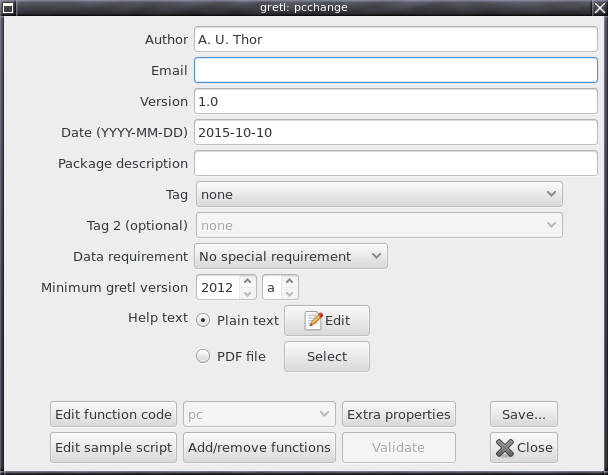 gretl: pcchange
Author A. U. Thor
Email
Version 1.0
Date (YYYY-MM-DD) 2015-10-10
Package description
Tag none
Tag 2 (optional) none
Data requirement No special requirement
Minimum gretl version 2012 a
Help text Plain text Edit
PDF file Select
Edit function code pc Extra properties Save...
Edit sample script Add/remove functions Validate Close